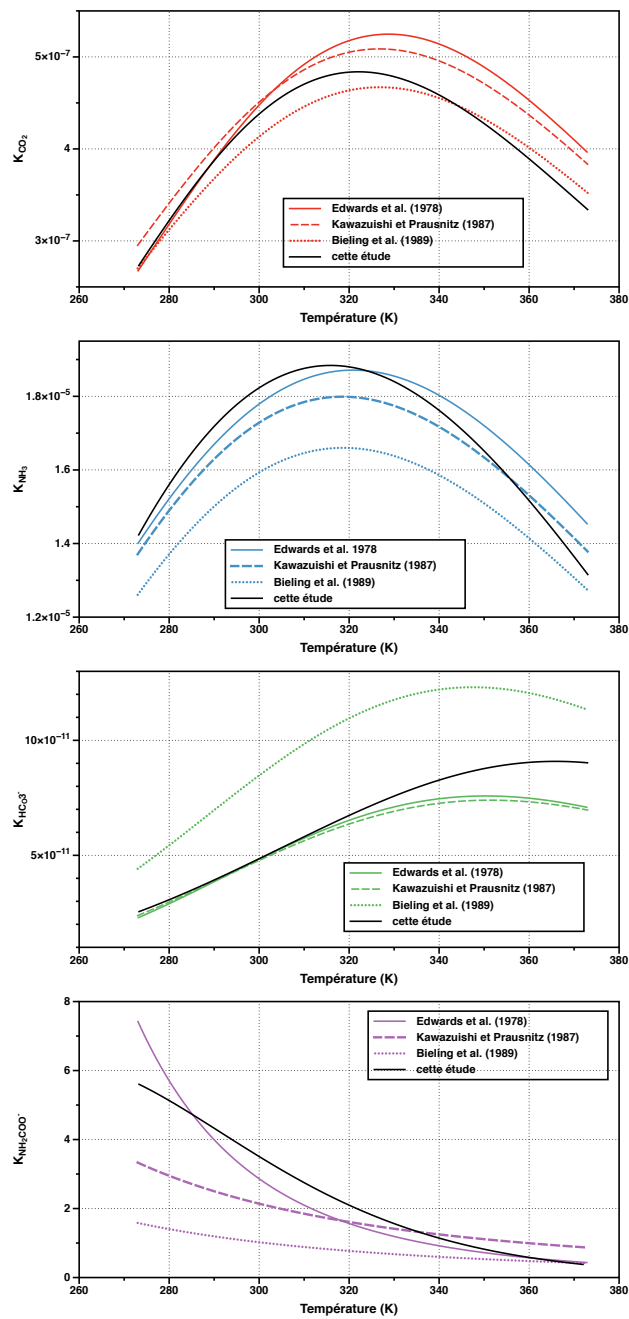 5×10⁻⁷
4
3×10⁻⁷
K_CO₂
260 280 300 320 340 360 380
Température (K)
Edwards et al. (1978)
Kawazuishi et Prausnitz (1987)
Bieling et al. (1989)
cette étude
1.8×10⁻⁵
1.6
1.4
1.2×10⁻⁵
K_NH₃
260 280 300 320 340 360 380
Température (K)
Edwards et al. 1978
Kawazuishi et Prausnitz (1987)
Bieling et al. (1989)
cette étude
10×10⁻¹¹
5×10⁻¹¹
K_HCO3⁻
260 280 300 320 340 360 380
Température (K)
Edwards et al. (1978)
Kawazuishi et Prausnitz (1987)
Bieling et al. (1989)
cette étude
8
6
4
2
0
K_NH₂COO⁻
260 280 300 320 340 360 380
Température (K)
Edwards et al. (1978)
Kawazuishi et Prausnitz (1987)
Bieling et al. (1989)
cette étude